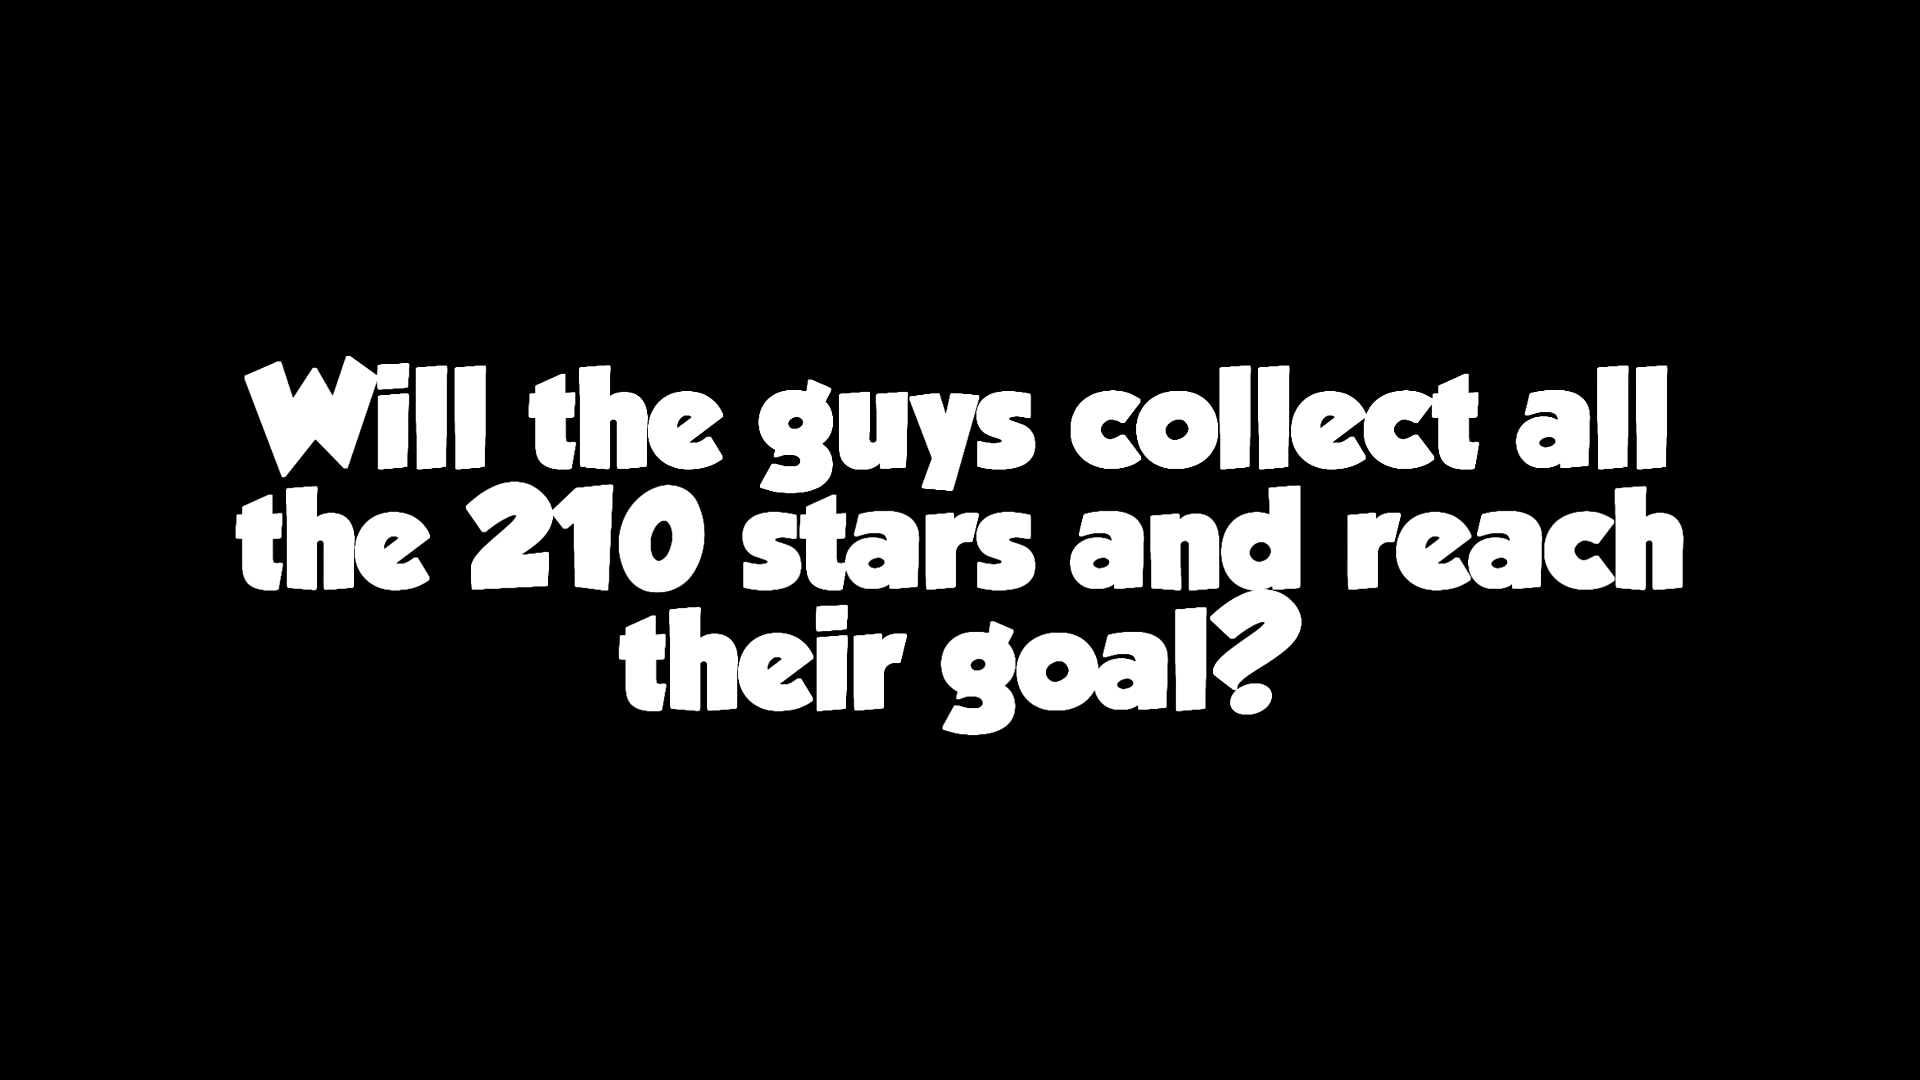 Will the guys collect all
the 210 stars and reach
their goal?